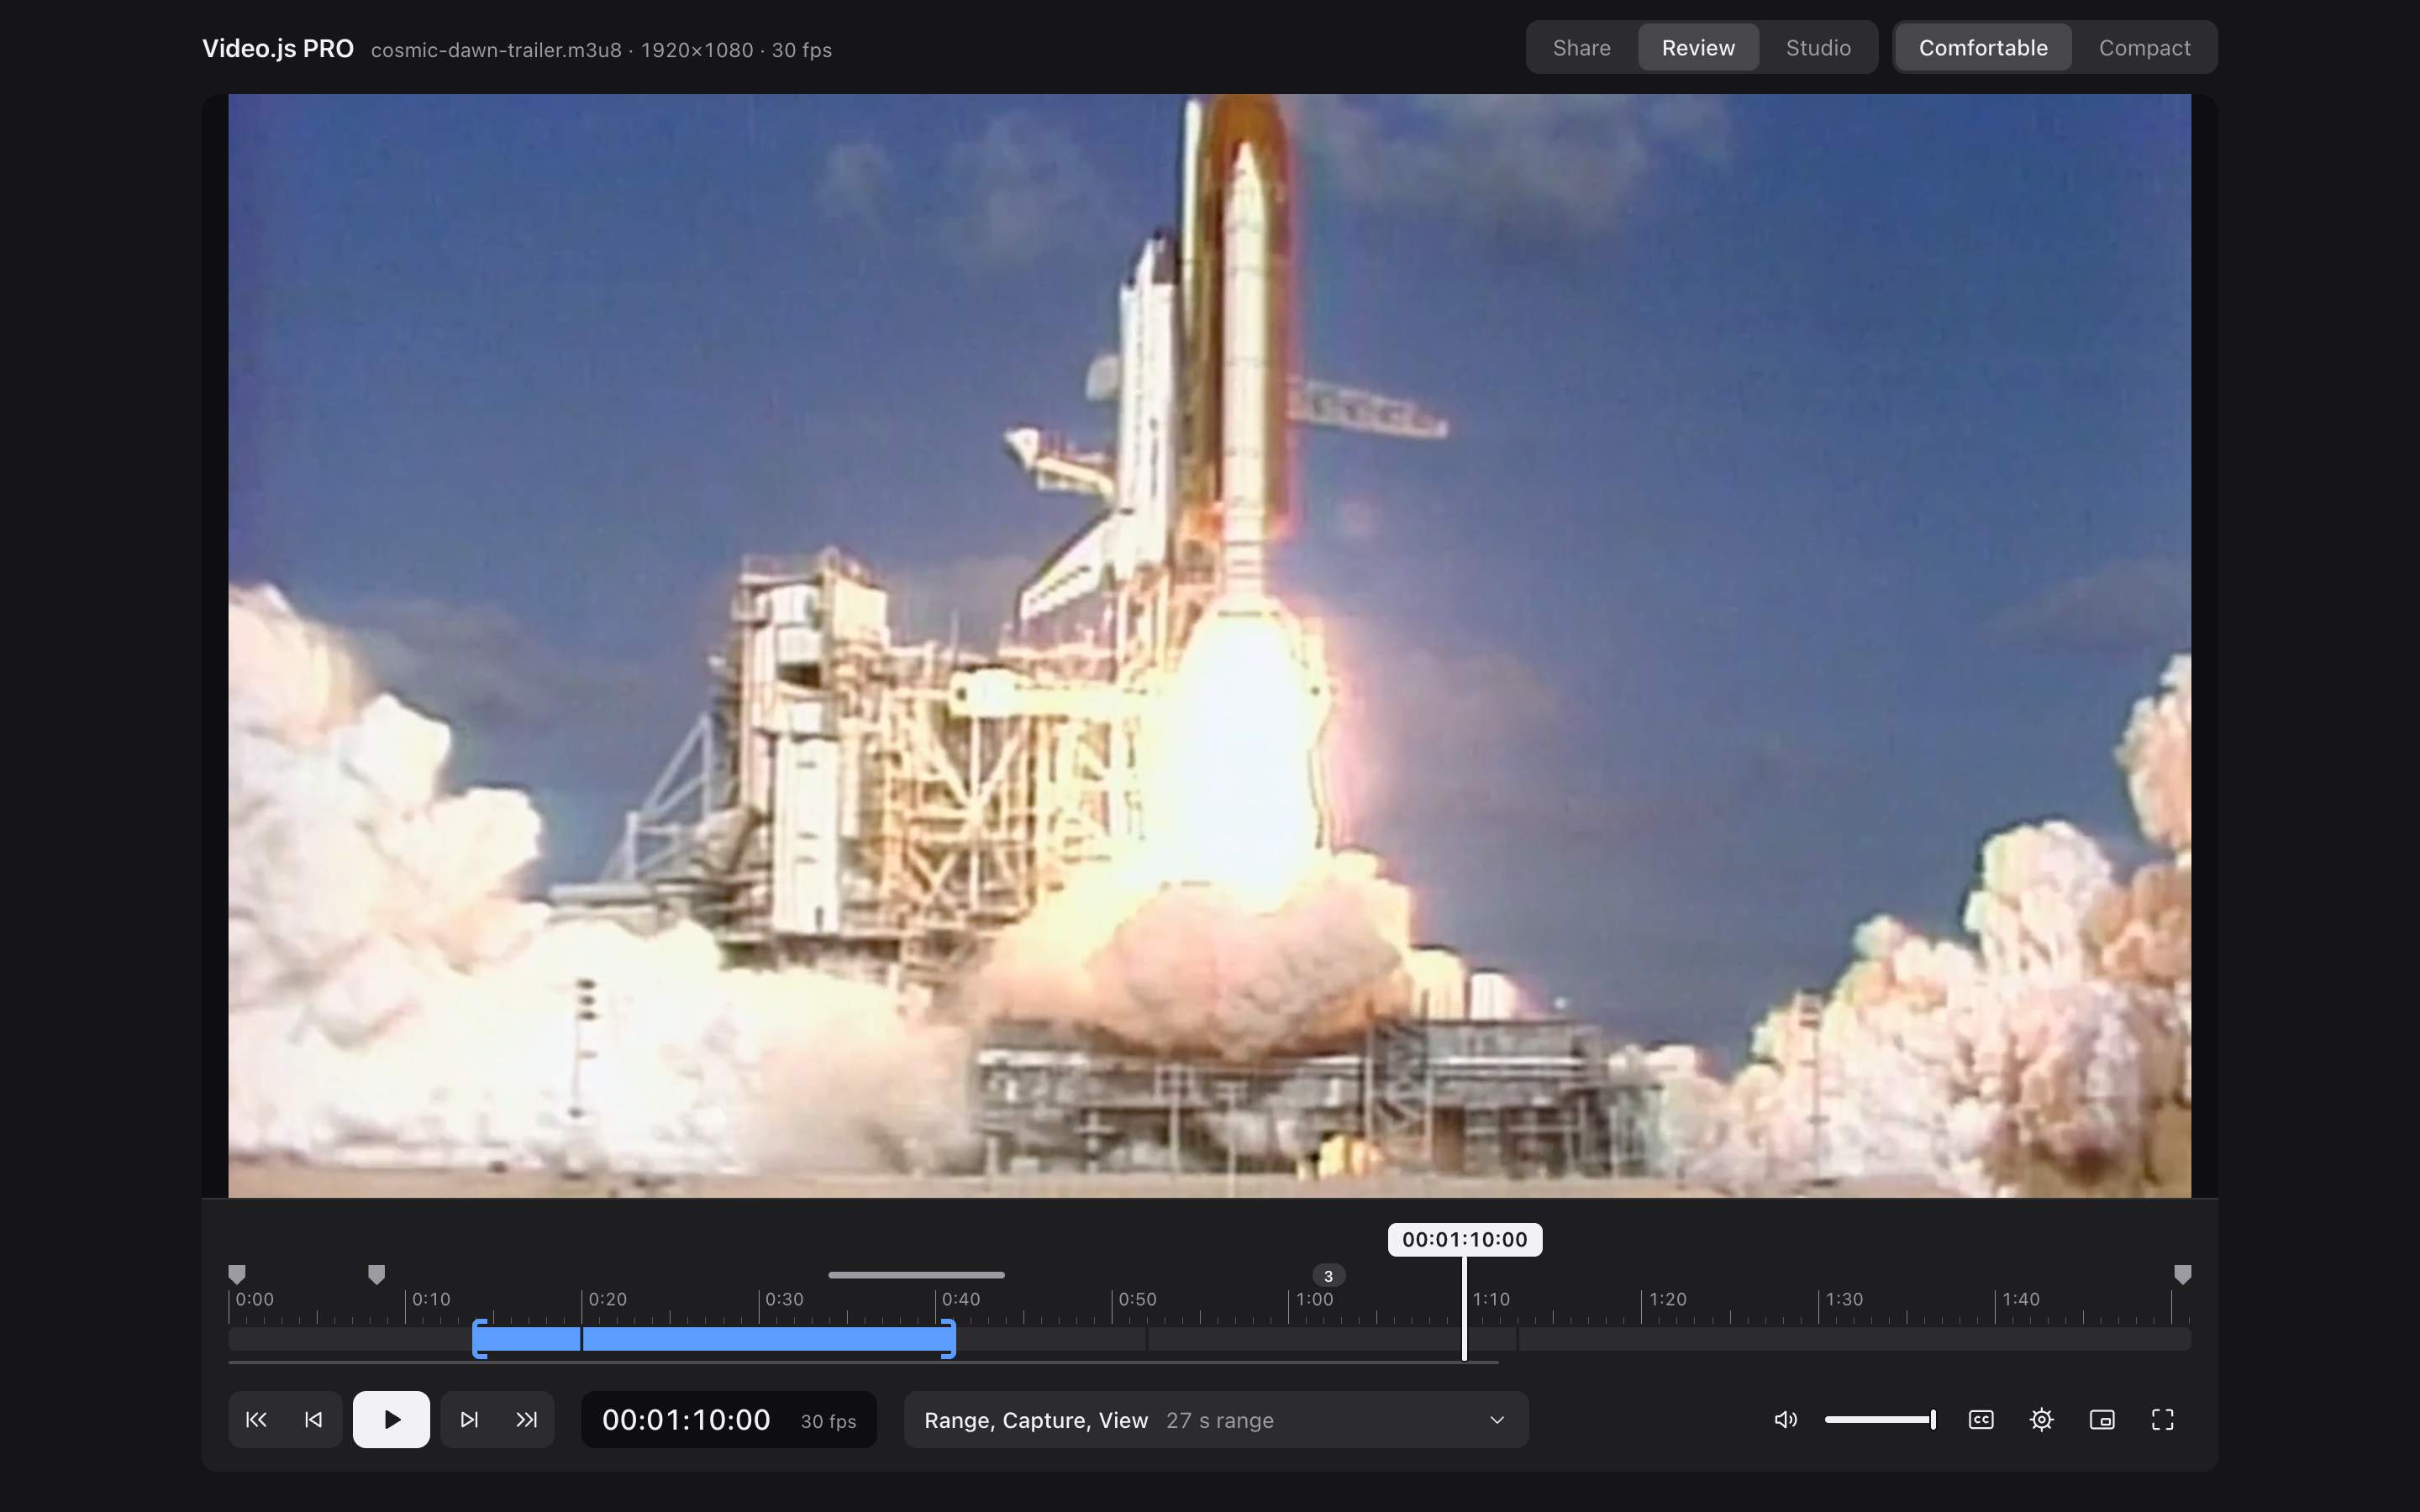 Video.js PRO cosmic-dawn-trailer.m3u8 · 1920×1080 · 30 fps
Share Review Studio Comfortable Compact
00:01:10:00
3
0:00 0:10 0:20 0:30 0:40 0:50 1:00 1:10 1:20 1:30 1:40
00:01:10:00 30 fps Range, Capture, View 27 s range CC